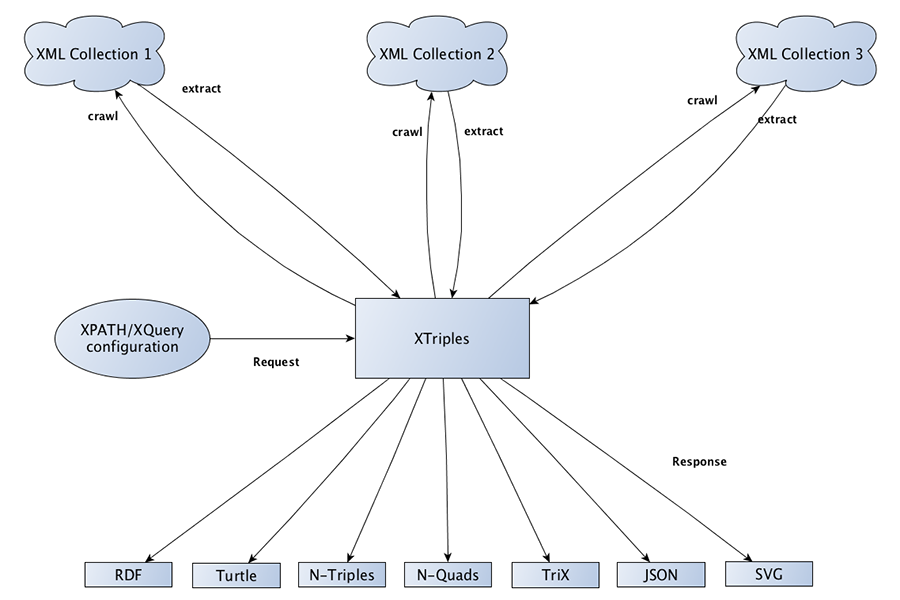 XML Collection 1
XML Collection 2
XML Collection 3
crawl
extract
crawl
extract
crawl
extract
XPATH/XQuery
configuration
Request
XTriples
Response
RDF
Turtle
N-Triples
N-Quads
TriX
JSON
SVG